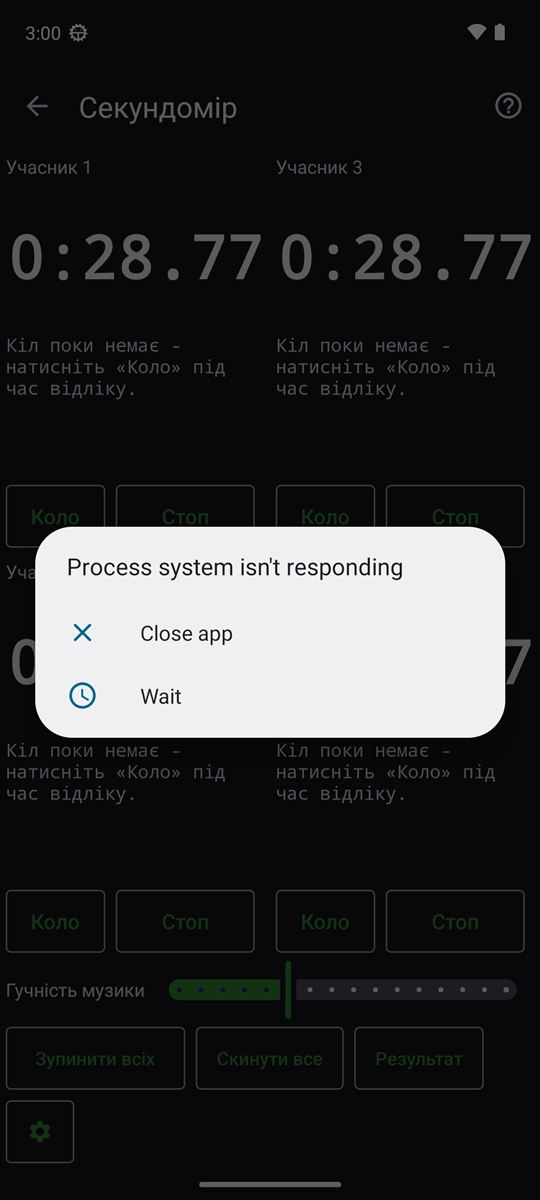 3:00
Секундомір
Учасник 1
Учасник 3
0:28.77
0:28.77
Кіл поки немає -
натисніть «Коло» під
час відліку.
Кіл поки немає -
натисніть «Коло» під
час відліку.
Коло
Стоп
Коло
Стоп
Process system isn't responding
Close app
Wait
Кіл поки немає -
натисніть «Коло» під
час відліку.
Кіл поки немає -
натисніть «Коло» під
час відліку.
Коло
Стоп
Коло
Стоп
Гучність музики
Зупинити всіх
Скинути все
Результат